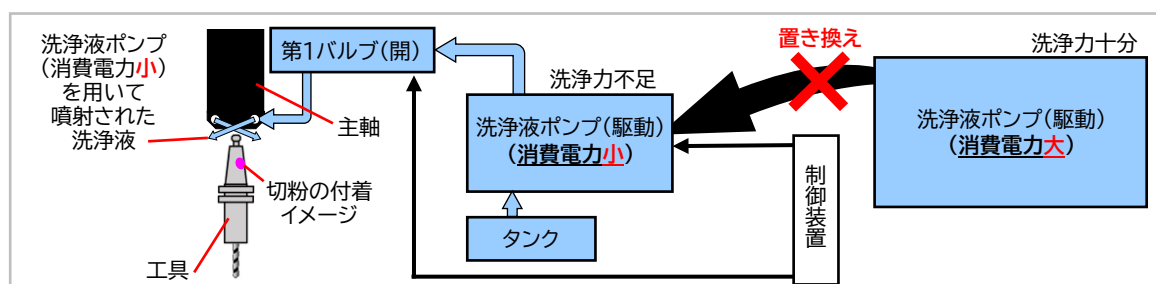 洗浄液ポンプ
(消費電力小)
を用いて
噴射された
洗浄液
第1バルブ(開)
主軸
切粉の付着
イメージ
工具
洗浄力不足
洗浄液ポンプ(駆動)
(消費電力小)
タンク
置き換え
制御装置
洗浄力十分
洗浄液ポンプ(駆動)
(消費電力大)